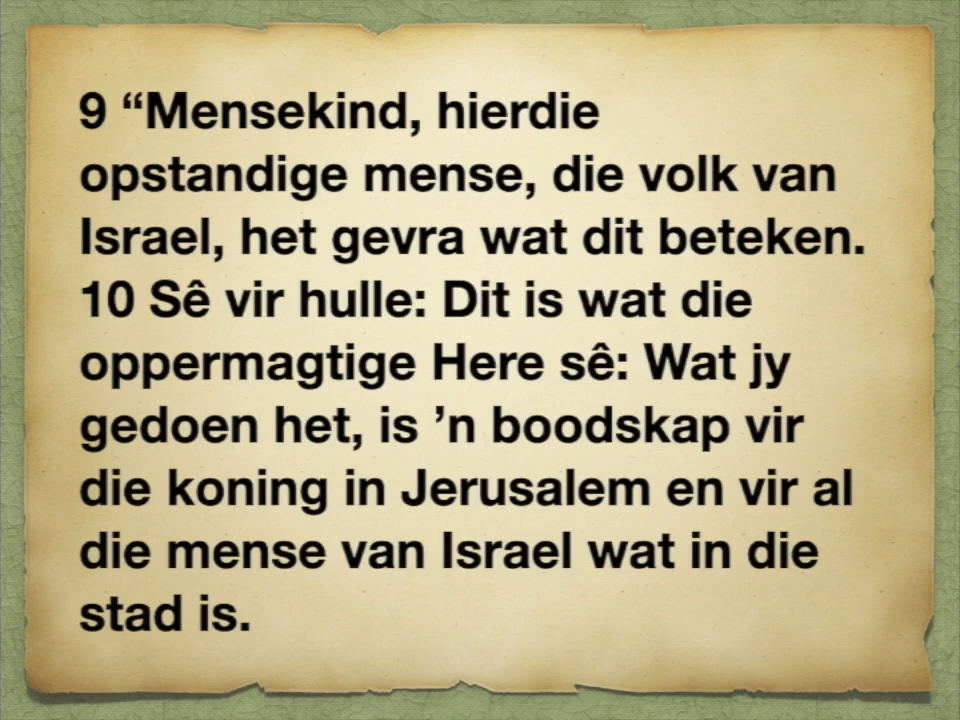 9 “Mensekind, hierdie
opstandige mense, die volk van
Israel, het gevra wat dit beteken.
10 Sê vir hulle: Dit is wat die
oppermagtige Here sê: Wat jy
gedoen het, is ’n boodskap vir
die koning in Jerusalem en vir al
die mense van Israel wat in die
stad is.